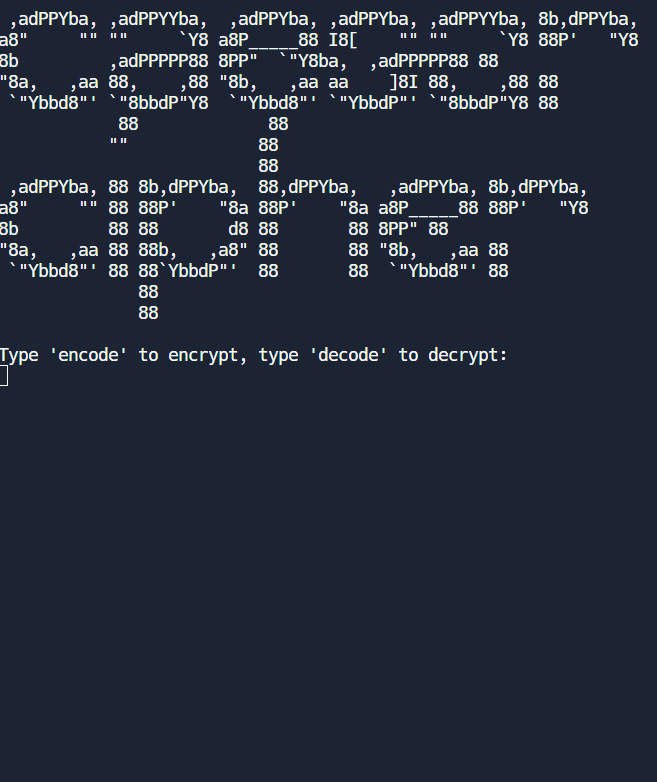 ,adPPYba, ,adPPYYba,  ,adPPYba, ,adPPYba, ,adPPYYba, 8b,dPPYba,
a8"     "" ""     `Y8 a8P_____88 I8[    "" ""     `Y8 88P'   "Y8
8b         ,adPPPPP88 8PP"  `"Y8ba,  ,adPPPPP88 88
"8a,   ,aa 88,    ,88 "8b,   ,aa aa    ]8I 88,    ,88 88
 `"Ybbd8"' `"8bbdP"Y8  `"Ybbd8"' `"YbbdP"' `"8bbdP"Y8 88
            88             88
           ""             88
                          88
 ,adPPYba, 88 8b,dPPYba,  88,dPPYba,   ,adPPYba, 8b,dPPYba,
a8"     "" 88 88P'    "8a 88P'    "8a a8P_____88 88P'   "Y8
8b         88 88       d8 88       88 8PP" 88
"8a,   ,aa 88 88b,   ,a8" 88       88 "8b,   ,aa 88
 `"Ybbd8"' 88 88`YbbdP"'  88       88  `"Ybbd8"' 88
              88
              88
Type 'encode' to encrypt, type 'decode' to decrypt: